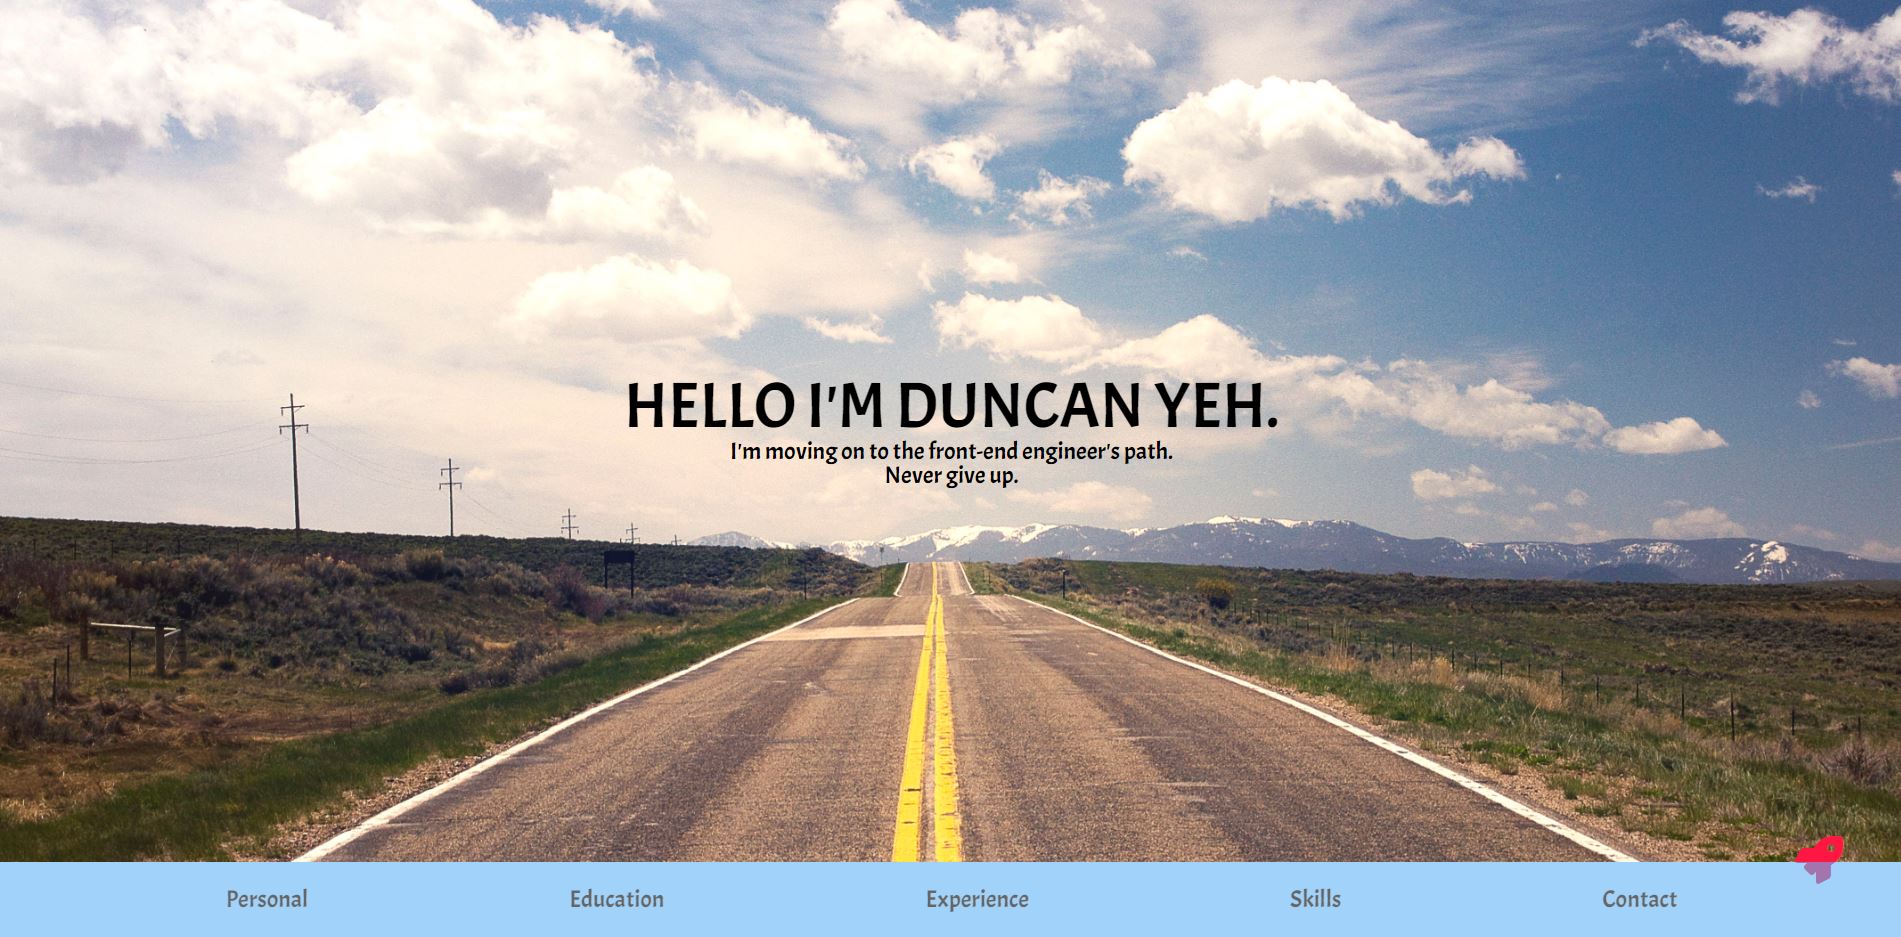 HELLO I'M DUNCAN YEH.
I'm moving on to the front-end engineer's path.
Never give up.
Personal Education Experience Skills Contact